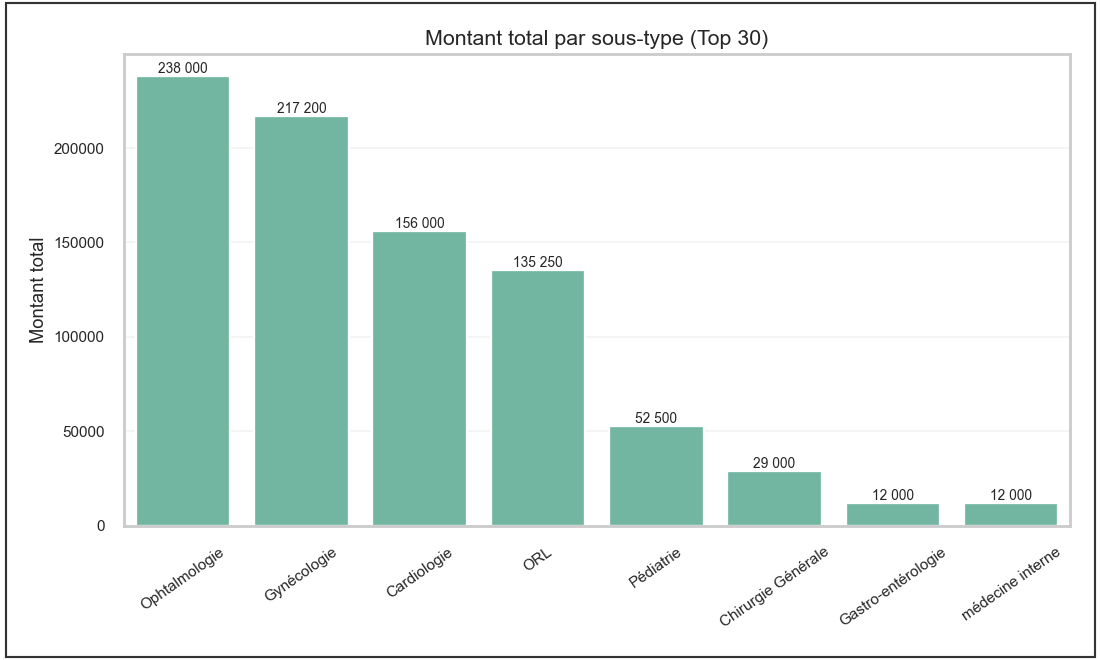 Montant total par sous-type (Top 30)
238 000
217 200
156 000
135 250
52 500
29 000
12 000
12 000
Montant total
200000
150000
100000
50000
0
Ophtalmologie
Gynécologie
Cardiologie
ORL
Pédiatrie
Chirurgie Générale
Gastro-entérologie
médecine interne